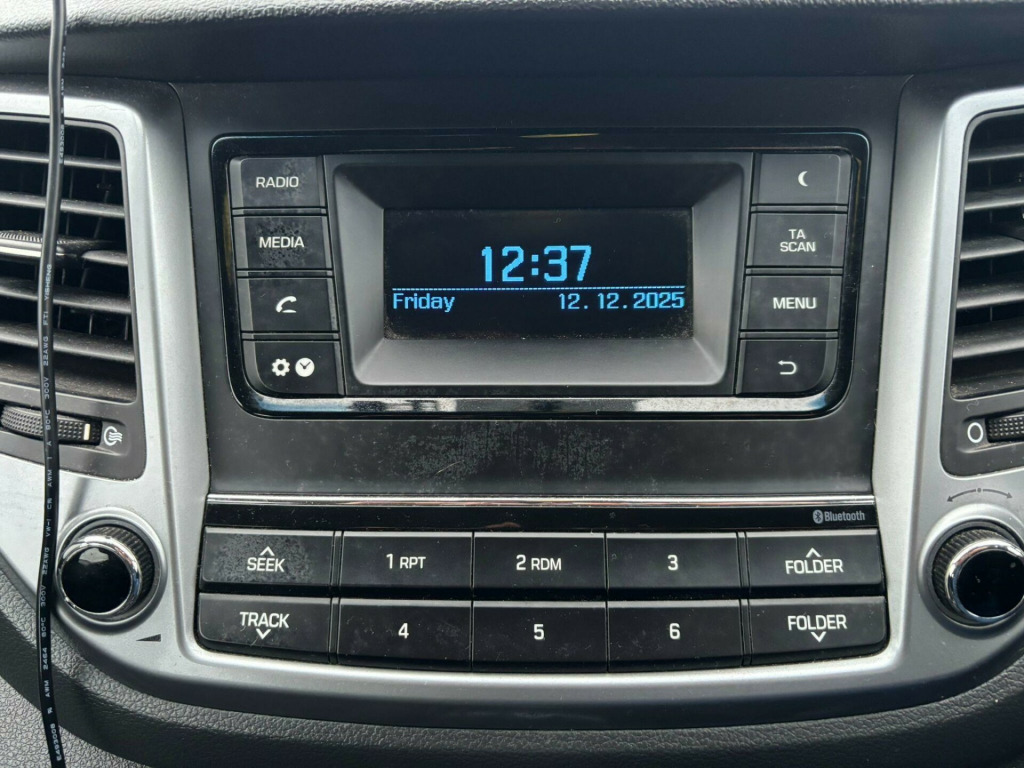 RADIO
MEDIA
TA
SCAN
MENU
12:37
Friday 12. 12. 2025
Bluetooth
SEEK
1 RPT
2 RDM
3
FOLDER
TRACK
4
5
6
FOLDER